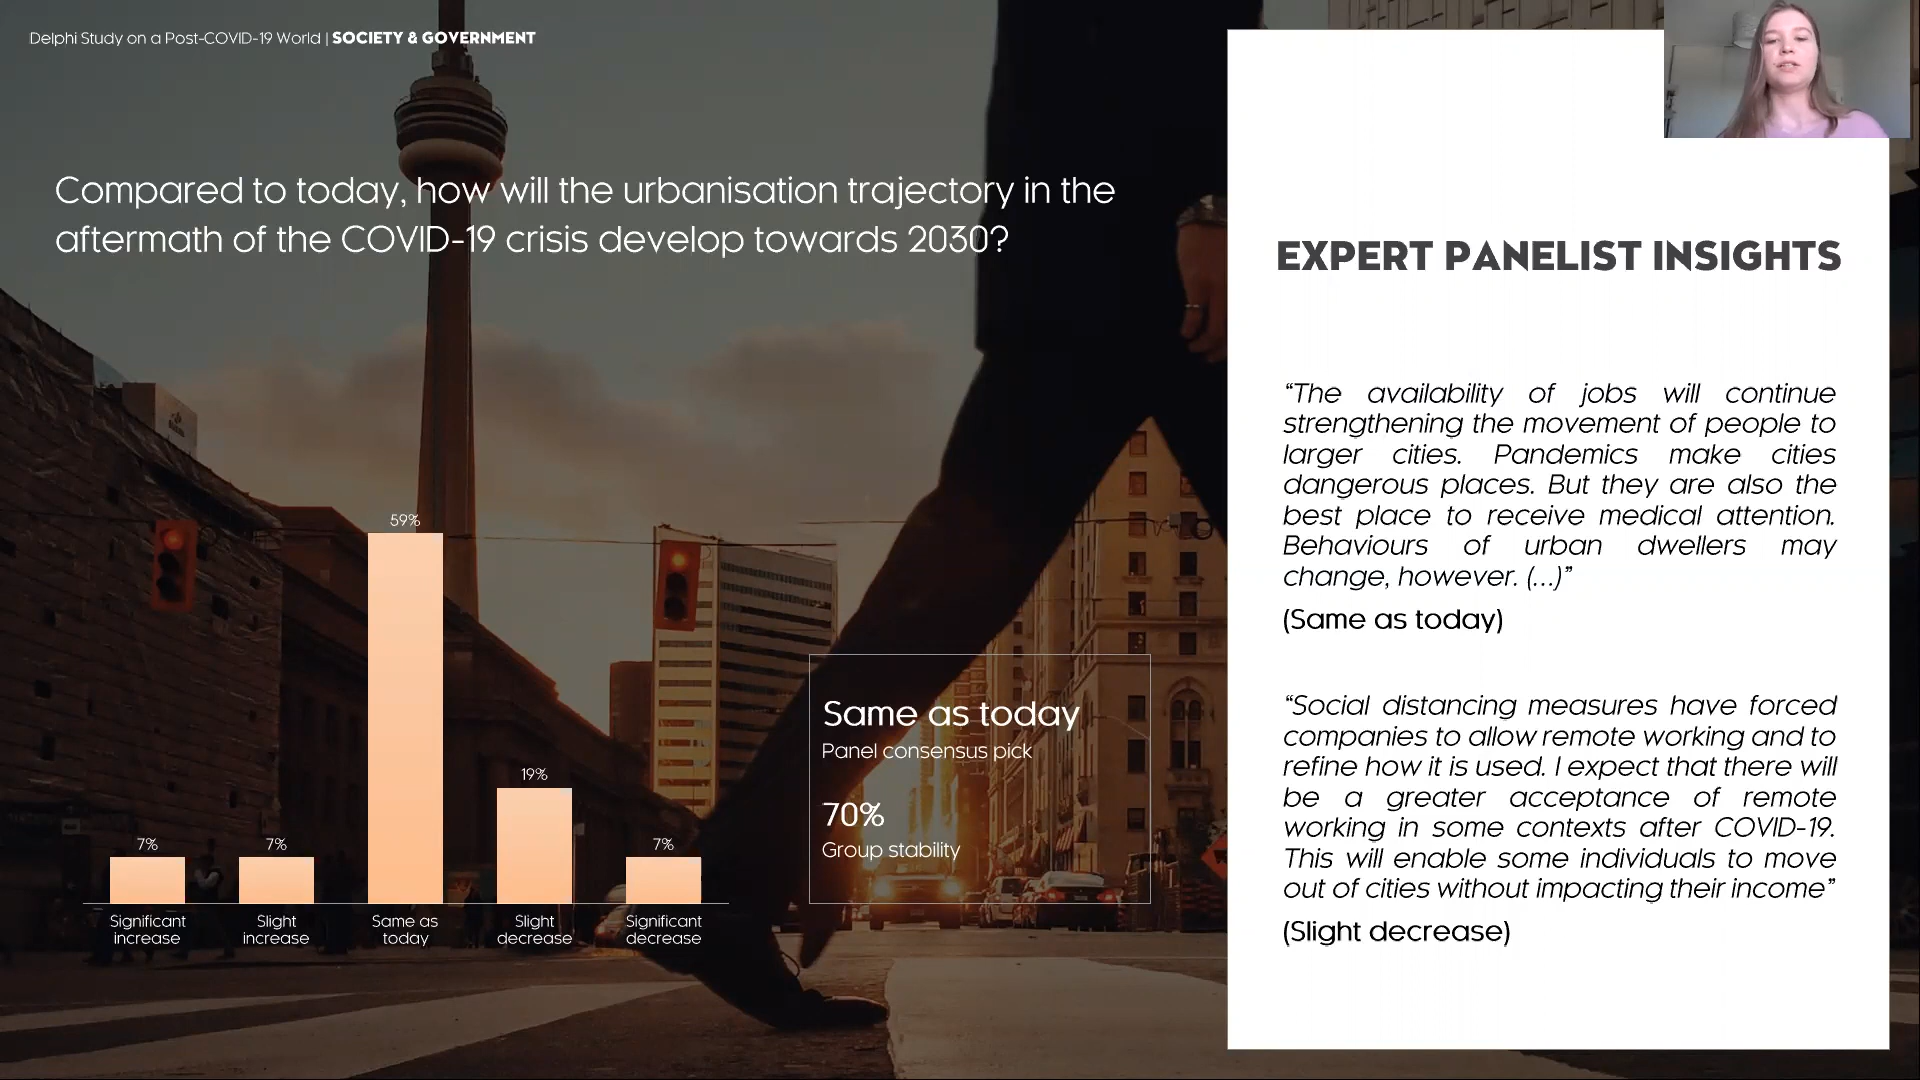 Delphi Study on a Post-COVID-19 World | SOCIETY & GOVERNMENT
Compared to today, how will the urbanisation trajectory in the
aftermath of the COVID-19 crisis develop towards 2030?
59%
19%
7%
7%
7%
Significant
increase
Slight
increase
Same as
today
Slight
decrease
Significant
decrease
Same as today
Panel consensus pick
70%
Group stability
EXPERT PANELIST INSIGHTS
“The availability of jobs will continue
strengthening the movement of people to
larger cities. Pandemics make cities
dangerous places. But they are also the
best place to receive medical attention.
Behaviours of urban dwellers may
change, however. (...)”
(Same as today)
“Social distancing measures have forced
companies to allow remote working and to
refine how it is used. I expect that there will
be a greater acceptance of remote
working in some contexts after COVID-19.
This will enable some individuals to move
out of cities without impacting their income”
(Slight decrease)